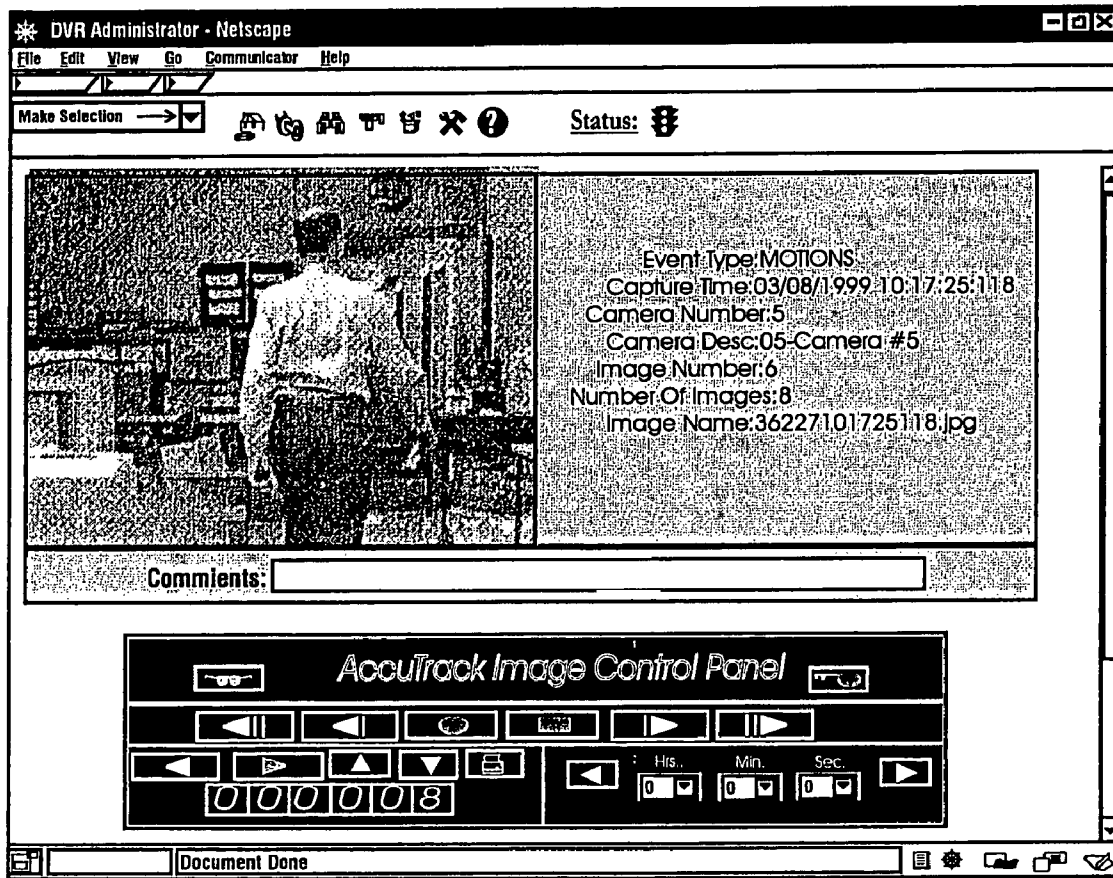 DVR Administrator - Netscape
File Edit View Go Communicator Help
Make Selection
Status:
Event Type:MOTIONS
Capture Time:03/08/1999 10:17:25:118
Camera Number:5
Camera Desc:05-Camera #5
Image Number:6
Number Of Images:8
Image Name:36227101725118.jpg
Commients:
AccuTrack Image Control Panel
: Hrs.. Min. Sec.
0 0 0
000008
Document Done